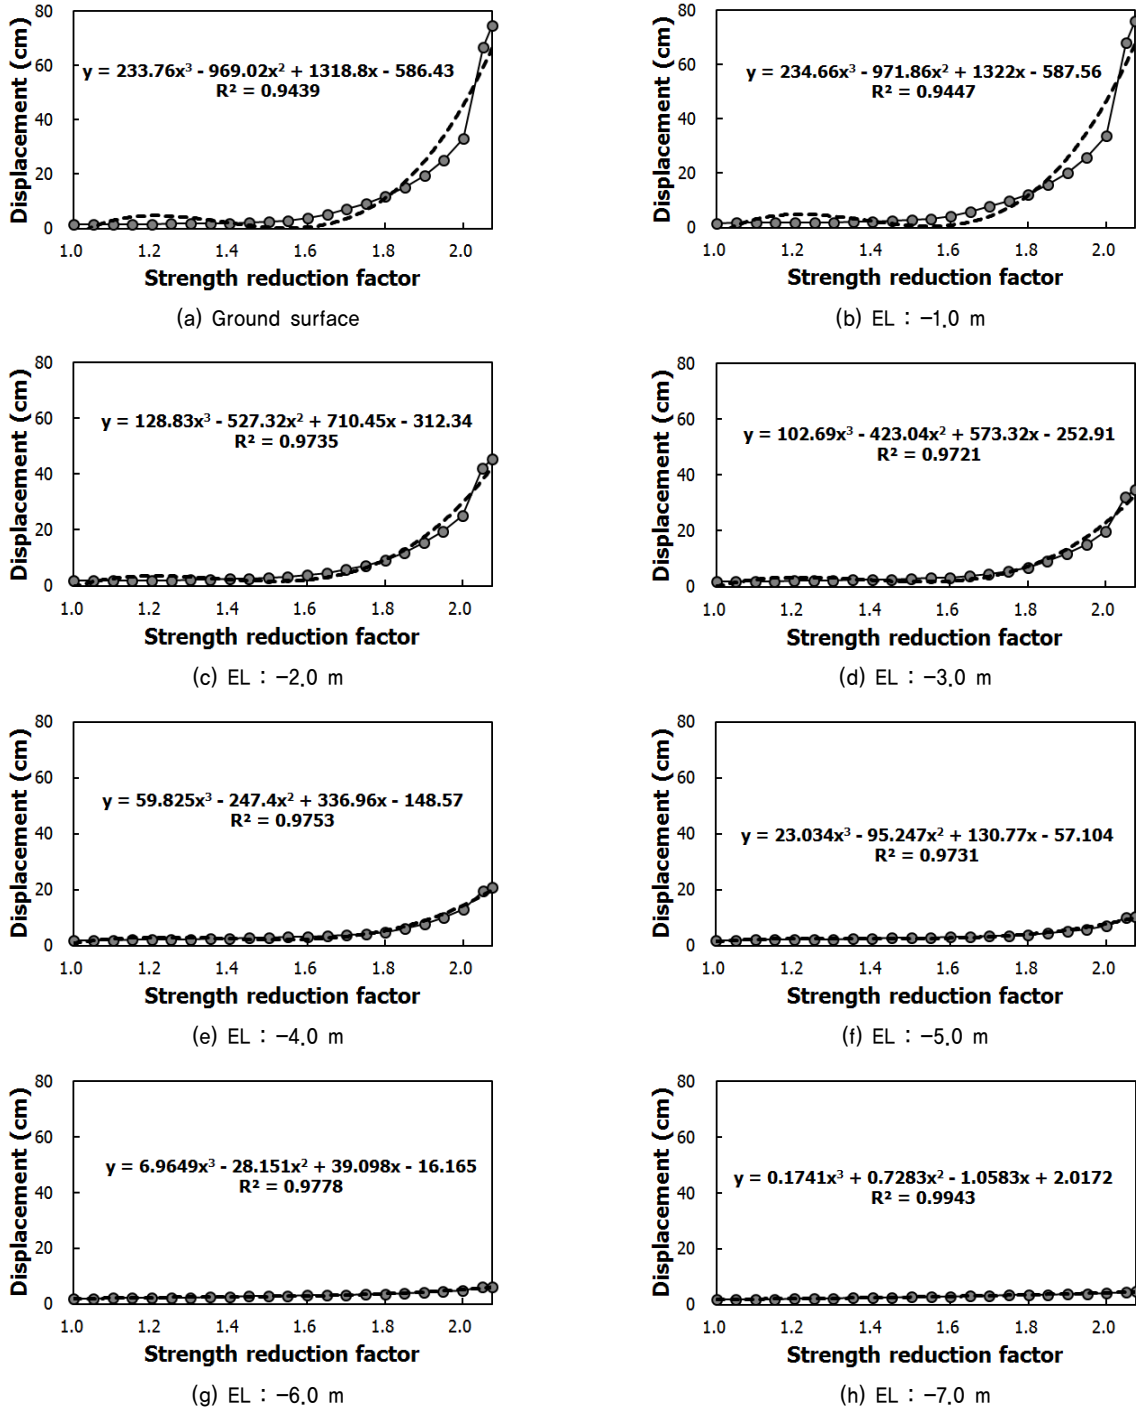 Displacement (cm)
80
60
40
20
0
y = 233.76x³ - 969.02x² + 1318.8x - 586.43
R² = 0.9439
1.0 1.2 1.4 1.6 1.8 2.0
Strength reduction factor
(a) Ground surface
Displacement (cm)
80
60
40
20
0
y = 234.66x³ - 971.86x² + 1322x - 587.56
R² = 0.9447
1.0 1.2 1.4 1.6 1.8 2.0
Strength reduction factor
(b) EL : -1.0 m
Displacement (cm)
80
60
40
20
0
y = 128.83x³ - 527.32x² + 710.45x - 312.34
R² = 0.9735
1.0 1.2 1.4 1.6 1.8 2.0
Strength reduction factor
(c) EL : -2.0 m
Displacement (cm)
80
60
40
20
0
y = 102.69x³ - 423.04x² + 573.32x - 252.91
R² = 0.9721
1.0 1.2 1.4 1.6 1.8 2.0
Strength reduction factor
(d) EL : -3.0 m
Displacement (cm)
80
60
40
20
0
y = 59.825x³ - 247.4x² + 336.96x - 148.57
R² = 0.9753
1.0 1.2 1.4 1.6 1.8 2.0
Strength reduction factor
(e) EL : -4.0 m
Displacement (cm)
80
60
40
20
0
y = 23.034x³ - 95.247x² + 130.77x - 57.104
R² = 0.9731
1.0 1.2 1.4 1.6 1.8 2.0
Strength reduction factor
(f) EL : -5.0 m
Displacement (cm)
80
60
40
20
0
y = 6.9649x³ - 28.151x² + 39.098x - 16.165
R² = 0.9778
1.0 1.2 1.4 1.6 1.8 2.0
Strength reduction factor
(g) EL : -6.0 m
Displacement (cm)
80
60
40
20
0
y = 0.1741x³ + 0.7283x² - 1.0583x + 2.0172
R² = 0.9943
1.0 1.2 1.4 1.6 1.8 2.0
Strength reduction factor
(h) EL : -7.0 m